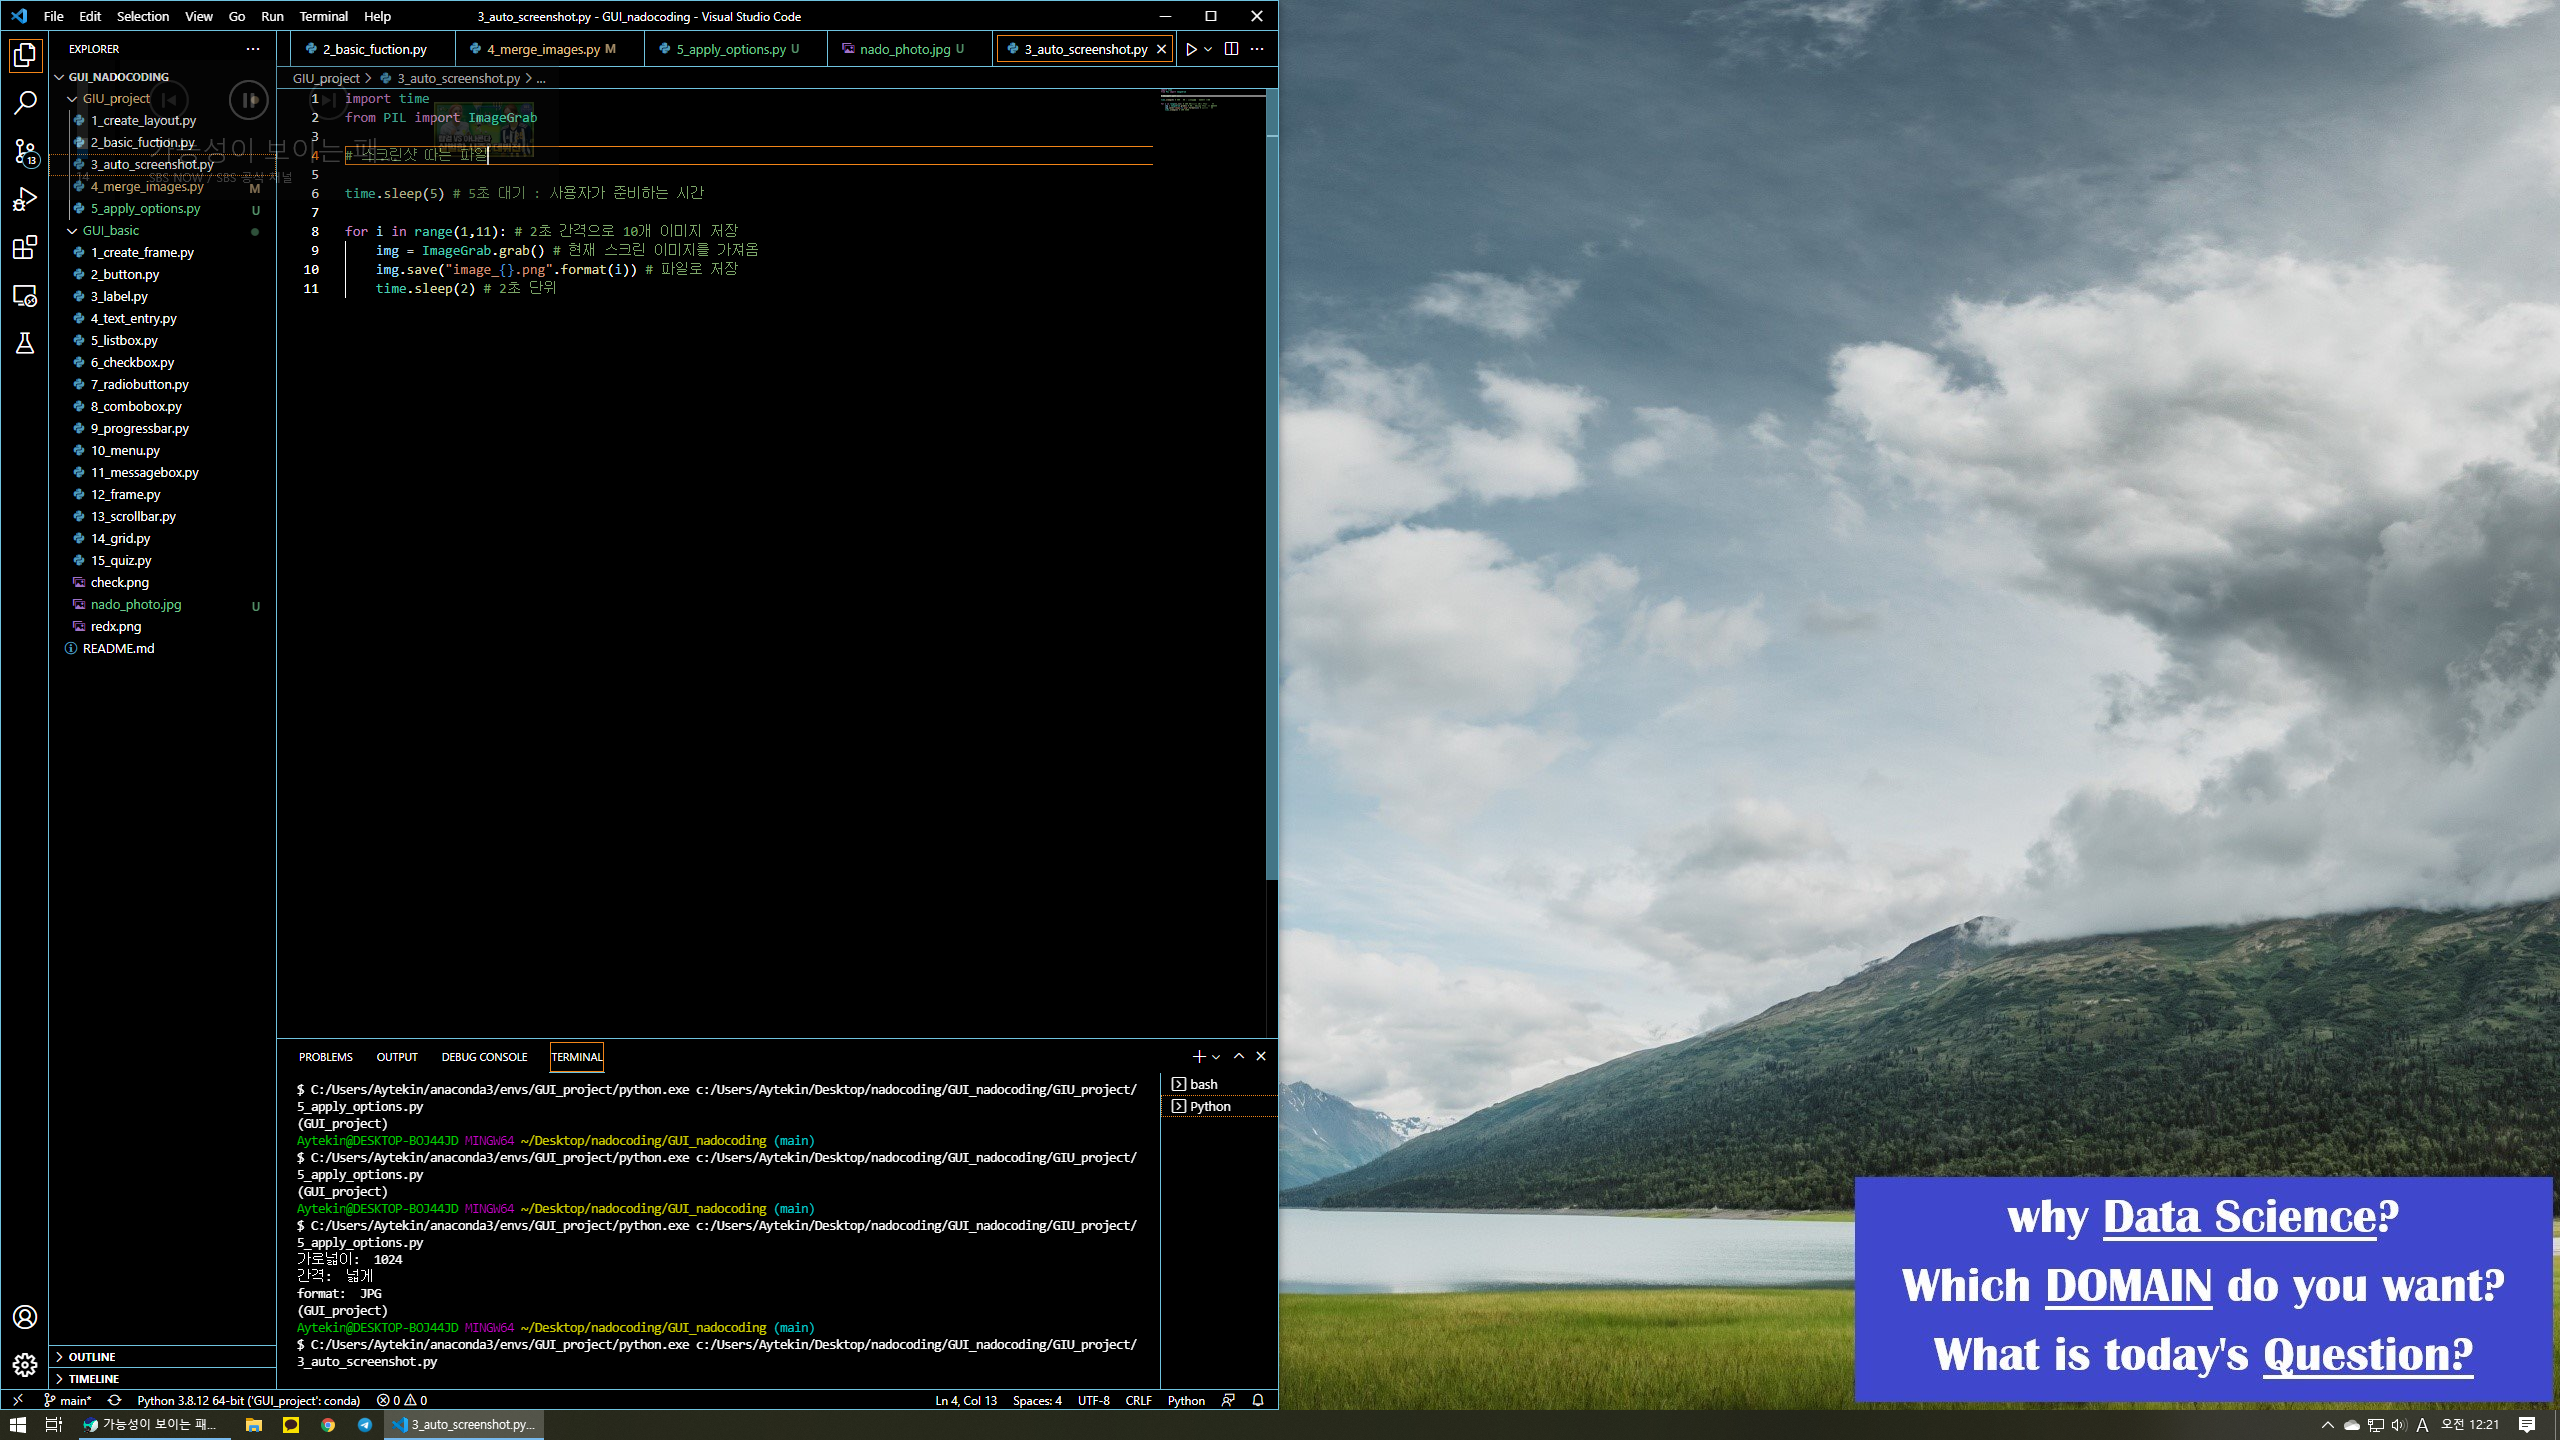 File Edit Selection View Go Run Terminal Help 3_auto_screenshot.py - GUI_nadocoding - Visual Studio Code
EXPLORER
GUI_NADOCODING
GIU_project
1_create_layout.py
2_basic_fuction.py
3_auto_screenshot.py
4_merge_images.py M
5_apply_options.py U
GUI_basic
1_create_frame.py
2_button.py
3_label.py
4_text_entry.py
5_listbox.py
6_checkbox.py
7_radiobutton.py
8_combobox.py
9_progressbar.py
10_menu.py
11_messagebox.py
12_frame.py
13_scrollbar.py
14_grid.py
15_quiz.py
check.png
nado_photo.jpg U
redx.png
README.md
OUTLINE
TIMELINE
13
가능성이 보이는 패...
14 SBS NOW / SBS 공식 채널
2_basic_fuction.py 4_merge_images.py M 5_apply_options.py U nado_photo.jpg U 3_auto_screenshot.py
GIU_project > 3_auto_screenshot.py > ...
1 import time
2 from PIL import ImageGrab
3
4 # 스크린샷 따는 파일
5
6 time.sleep(5) # 5초 대기 : 사용자가 준비하는 시간
7
8 for i in range(1,11): # 2초 간격으로 10개 이미지 저장
9 img = ImageGrab.grab() # 현재 스크린 이미지를 가져옴
10 img.save("image_{}.png".format(i)) # 파일로 저장
11 time.sleep(2) # 2초 단위
PROBLEMS OUTPUT DEBUG CONSOLE TERMINAL
$ C:/Users/Aytekin/anaconda3/envs/GUI_project/python.exe c:/Users/Aytekin/Desktop/nadocoding/GUI_nadocoding/GIU_project/
5_apply_options.py
(GUI_project)
Aytekin@DESKTOP-BOJ44JD MINGW64 ~/Desktop/nadocoding/GUI_nadocoding (main)
$ C:/Users/Aytekin/anaconda3/envs/GUI_project/python.exe c:/Users/Aytekin/Desktop/nadocoding/GUI_nadocoding/GIU_project/
5_apply_options.py
(GUI_project)
Aytekin@DESKTOP-BOJ44JD MINGW64 ~/Desktop/nadocoding/GUI_nadocoding (main)
$ C:/Users/Aytekin/anaconda3/envs/GUI_project/python.exe c:/Users/Aytekin/Desktop/nadocoding/GUI_nadocoding/GIU_project/
5_apply_options.py
가로넓이: 1024
간격: 넓게
format: JPG
(GUI_project)
Aytekin@DESKTOP-BOJ44JD MINGW64 ~/Desktop/nadocoding/GUI_nadocoding (main)
$ C:/Users/Aytekin/anaconda3/envs/GUI_project/python.exe c:/Users/Aytekin/Desktop/nadocoding/GUI_nadocoding/GIU_project/
3_auto_screenshot.py
bash
Python
main* Python 3.8.12 64-bit ('GUI_project': conda) 0 0 Ln 4, Col 13 Spaces: 4 UTF-8 CRLF Python
why Data Science?
Which DOMAIN do you want?
What is today's Question?
가능성이 보이는 패... 3_auto_screenshot.py... A 오전 12:21